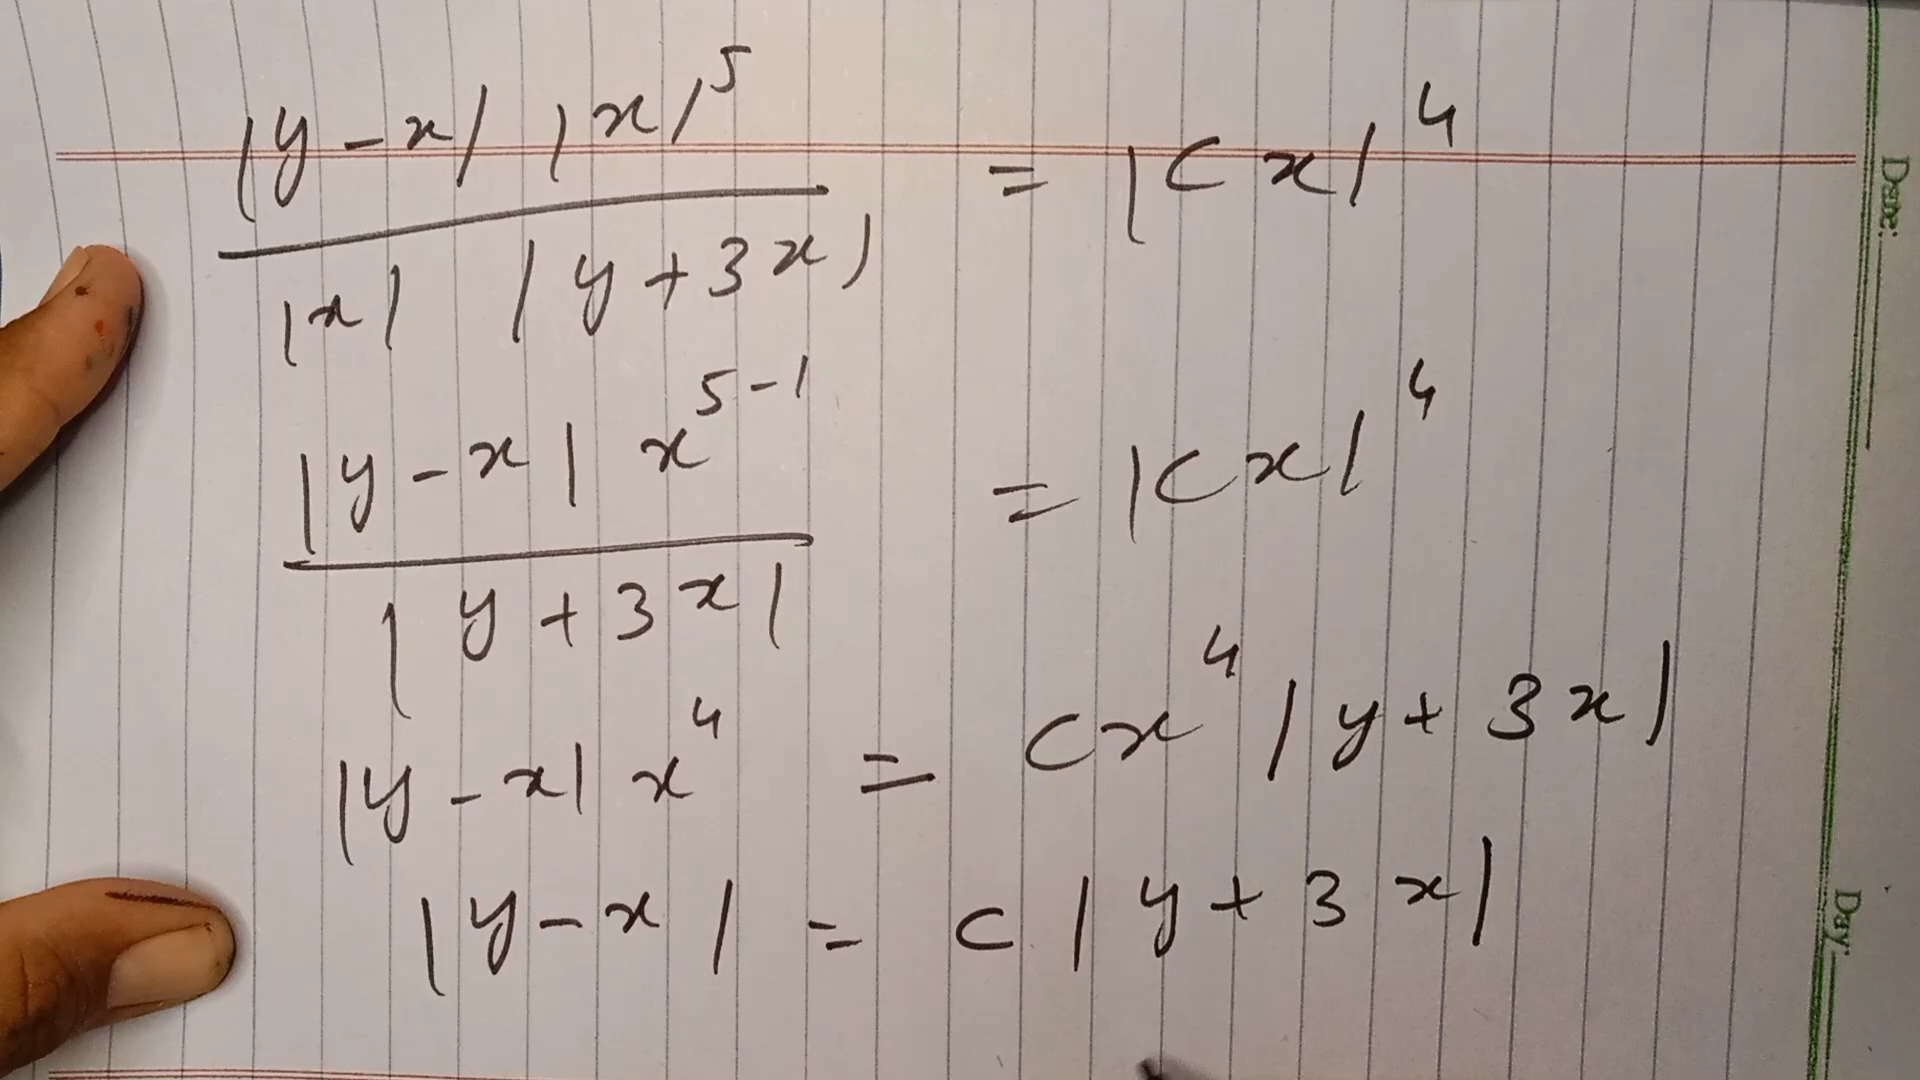 |y-x| |x|^5 / |x| |y+3x| = |cx|^4
|y-x| x^{5-1} / |y+3x| = |cx|^4
|y-x| x^4 = cx^4 |y+3x|
|y-x| = c |y+3x|
Date:
Day: